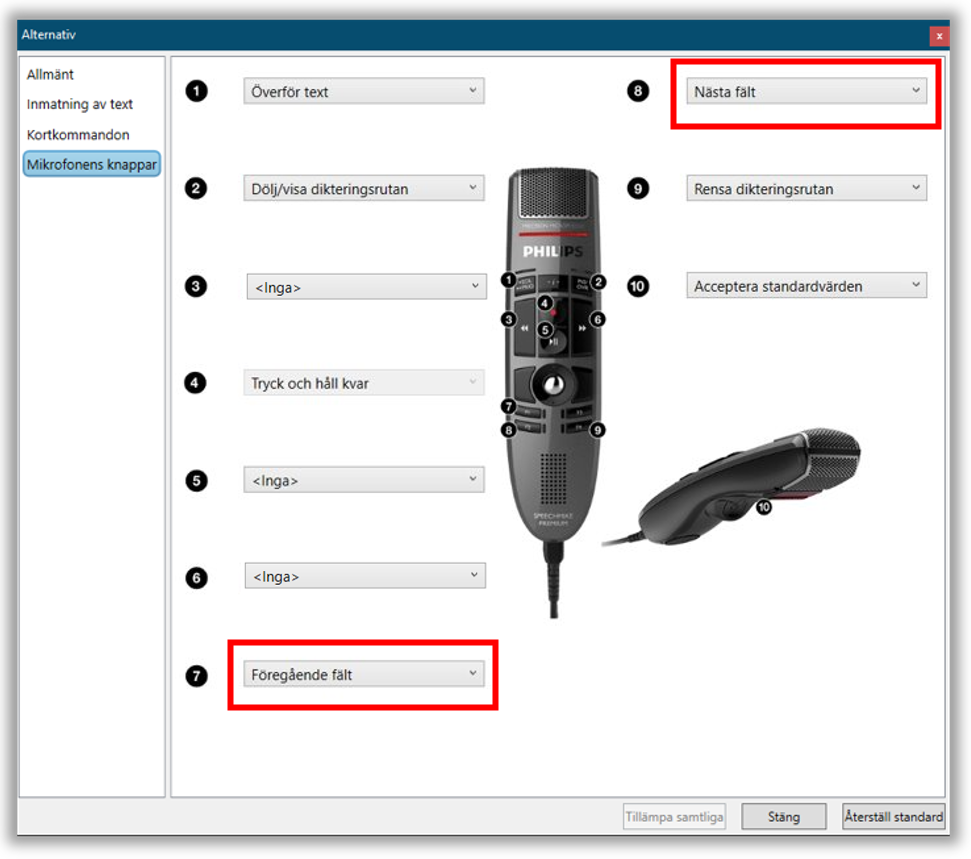 Alternativ
x
Allmänt
Inmatning av text
Kortkommandon
Mikrofonens knappar
1 Överför text
2 Dölj/visa dikteringsrutan
3 <Inga>
4 Tryck och håll kvar
5 <Inga>
6 <Inga>
7 Föregående fält
8 Nästa fält
9 Rensa dikteringsrutan
10 Acceptera standardvärden
PHILIPS
1
2
4
3
6
5
7
8
9
SPEECHMIKE
PREMIUM
10
Tillämpa samtliga
Stäng
Återställ standard